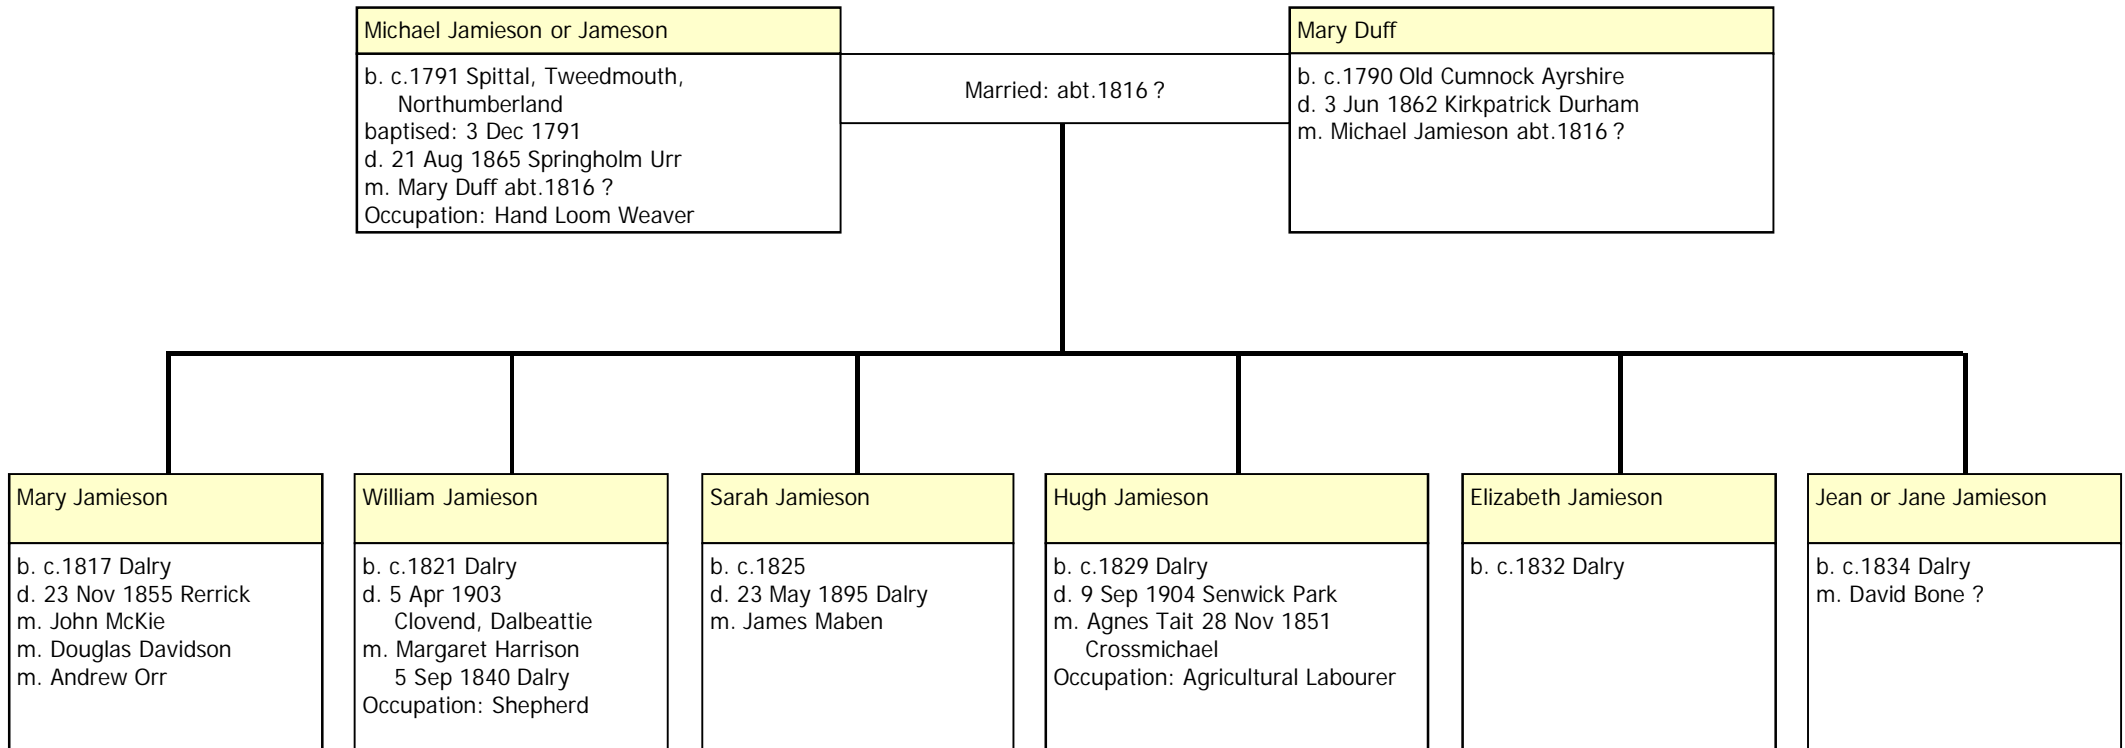 Michael Jamieson or Jameson
b. c.1791 Spittal, Tweedmouth,
Northumberland
baptised: 3 Dec 1791
d. 21 Aug 1865 Springholm Urr
m. Mary Duff abt.1816 ?
Occupation: Hand Loom Weaver
Married: abt.1816 ?
Mary Duff
b. c.1790 Old Cumnock Ayrshire
d. 3 Jun 1862 Kirkpatrick Durham
m. Michael Jamieson abt.1816 ?
Mary Jamieson
b. c.1817 Dalry
d. 23 Nov 1855 Rerrick
m. John McKie
m. Douglas Davidson
m. Andrew Orr
William Jamieson
b. c.1821 Dalry
d. 5 Apr 1903
Clovend, Dalbeattie
m. Margaret Harrison
5 Sep 1840 Dalry
Occupation: Shepherd
Sarah Jamieson
b. c.1825
d. 23 May 1895 Dalry
m. James Maben
Hugh Jamieson
b. c.1829 Dalry
d. 9 Sep 1904 Senwick Park
m. Agnes Tait 28 Nov 1851
Crossmichael
Occupation: Agricultural Labourer
Elizabeth Jamieson
b. c.1832 Dalry
Jean or Jane Jamieson
b. c.1834 Dalry
m. David Bone ?